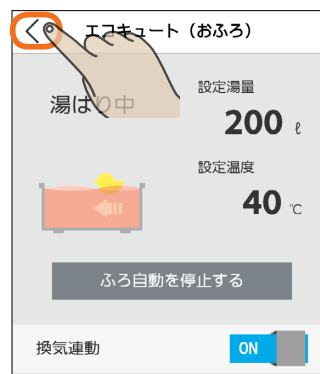 エコキュート（おふろ）
湯はり中
設定湯量
200 ℓ
設定温度
40 ℃
ふろ自動を停止する
換気連動
ON